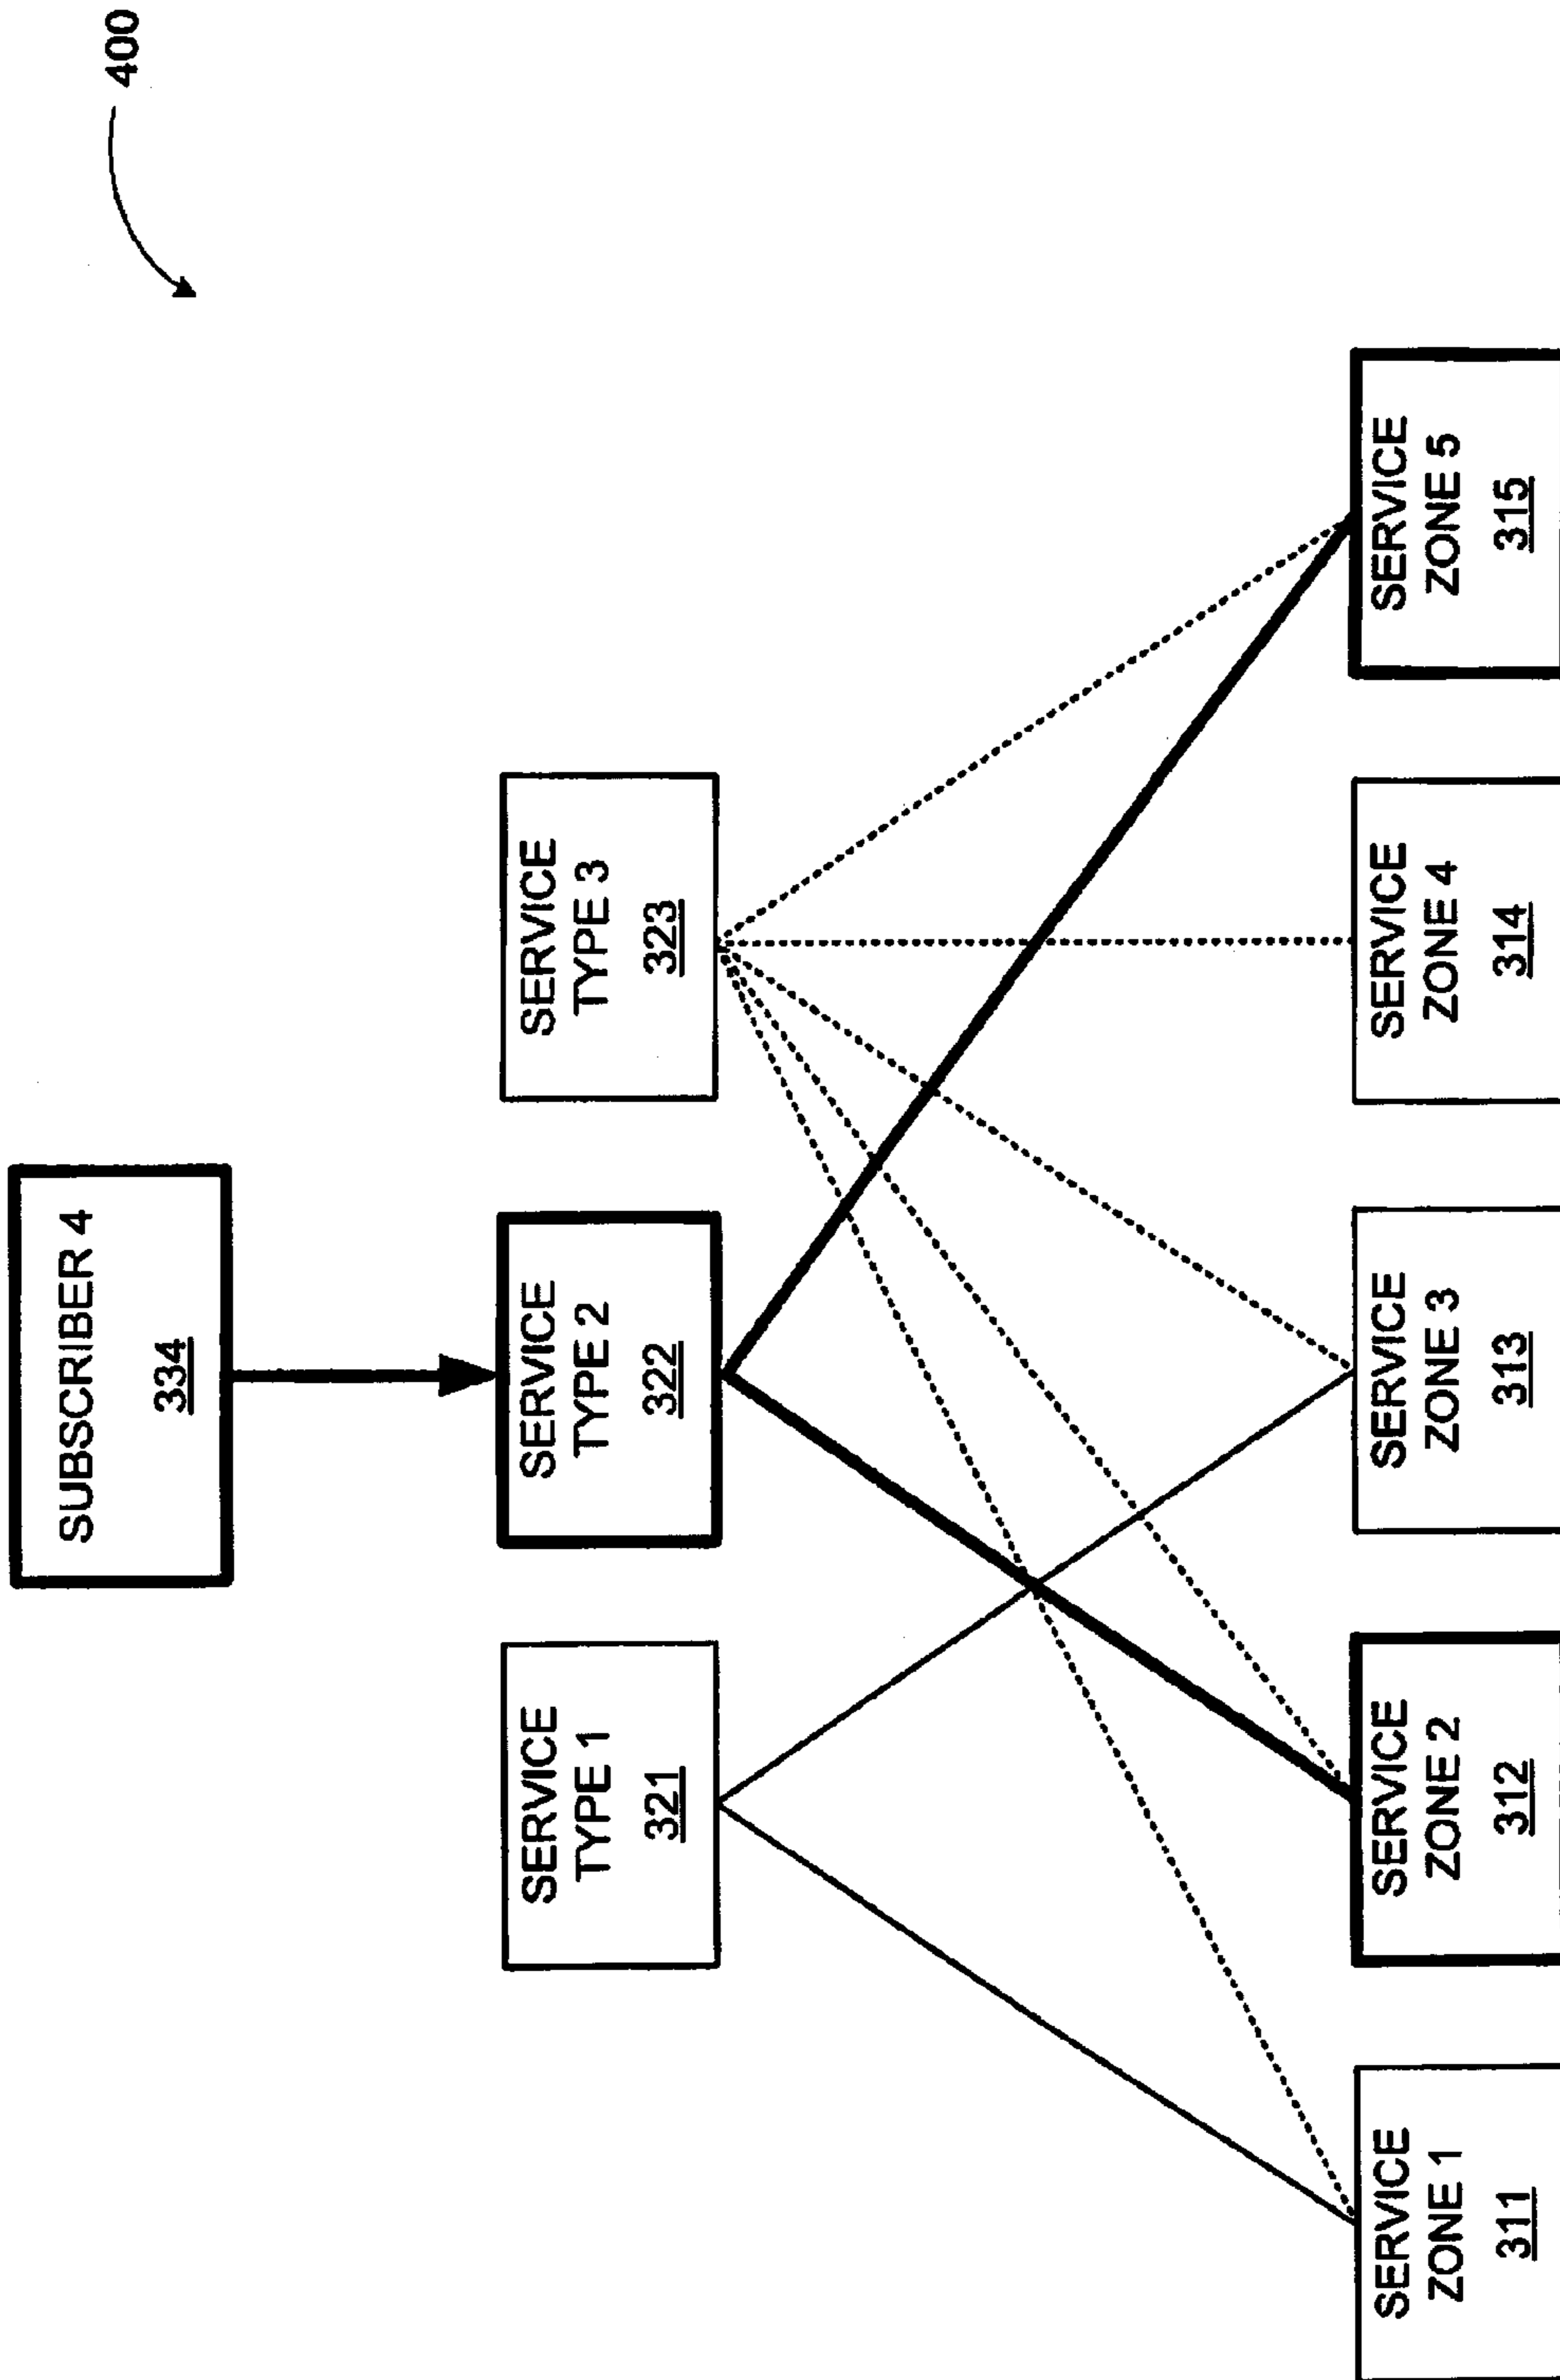 400
SUBSCRIBER 4
334
SERVICE
TYPE 1
321
SERVICE
TYPE 2
322
SERVICE
TYPE 3
323
SERVICE
ZONE 1
311
SERVICE
ZONE 2
312
SERVICE
ZONE 3
313
SERVICE
ZONE 4
314
SERVICE
ZONE 5
315